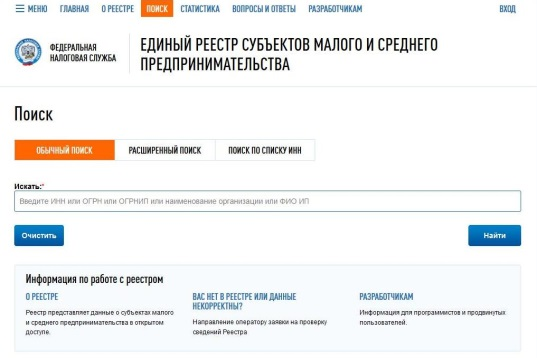 МЕНЮ ГЛАВНАЯ О РЕЕСТРЕ ПОИСК СТАТИСТИКА ВОПРОСЫ И ОТВЕТЫ РАЗРАБОТЧИКАМ ВХОД
ФЕДЕРАЛЬНАЯ
НАЛОГОВАЯ СЛУЖБА
ЕДИНЫЙ РЕЕСТР СУБЪЕКТОВ МАЛОГО И СРЕДНЕГО
ПРЕДПРИНИМАТЕЛЬСТВА
Поиск
ОБЫЧНЫЙ ПОИСК РАСШИРЕННЫЙ ПОИСК ПОИСК ПО СПИСКУ ИНН
Искать:*
Введите ИНН или ОГРН или ОГРНИП или наименование организации или ФИО ИП
Очистить Найти
Информация по работе с реестром
О РЕЕСТРЕ
Реестр представляет данные о субъектах малого
и среднего предпринимательства в открытом
доступе.
ВАС НЕТ В РЕЕСТРЕ ИЛИ ДАННЫЕ
НЕКОРРЕКТНЫ?
Направление оператору заявки на проверку
сведений Реестра.
РАЗРАБОТЧИКАМ
Информация для программистов и продвинутых
пользователей.